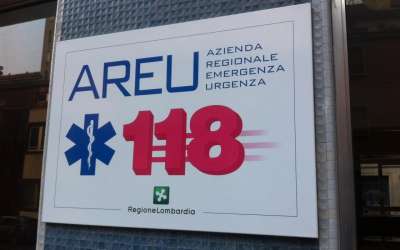 AREU
AZIENDA
REGIONALE
EMERGENZA
URGENZA
118
RegioneLombardia